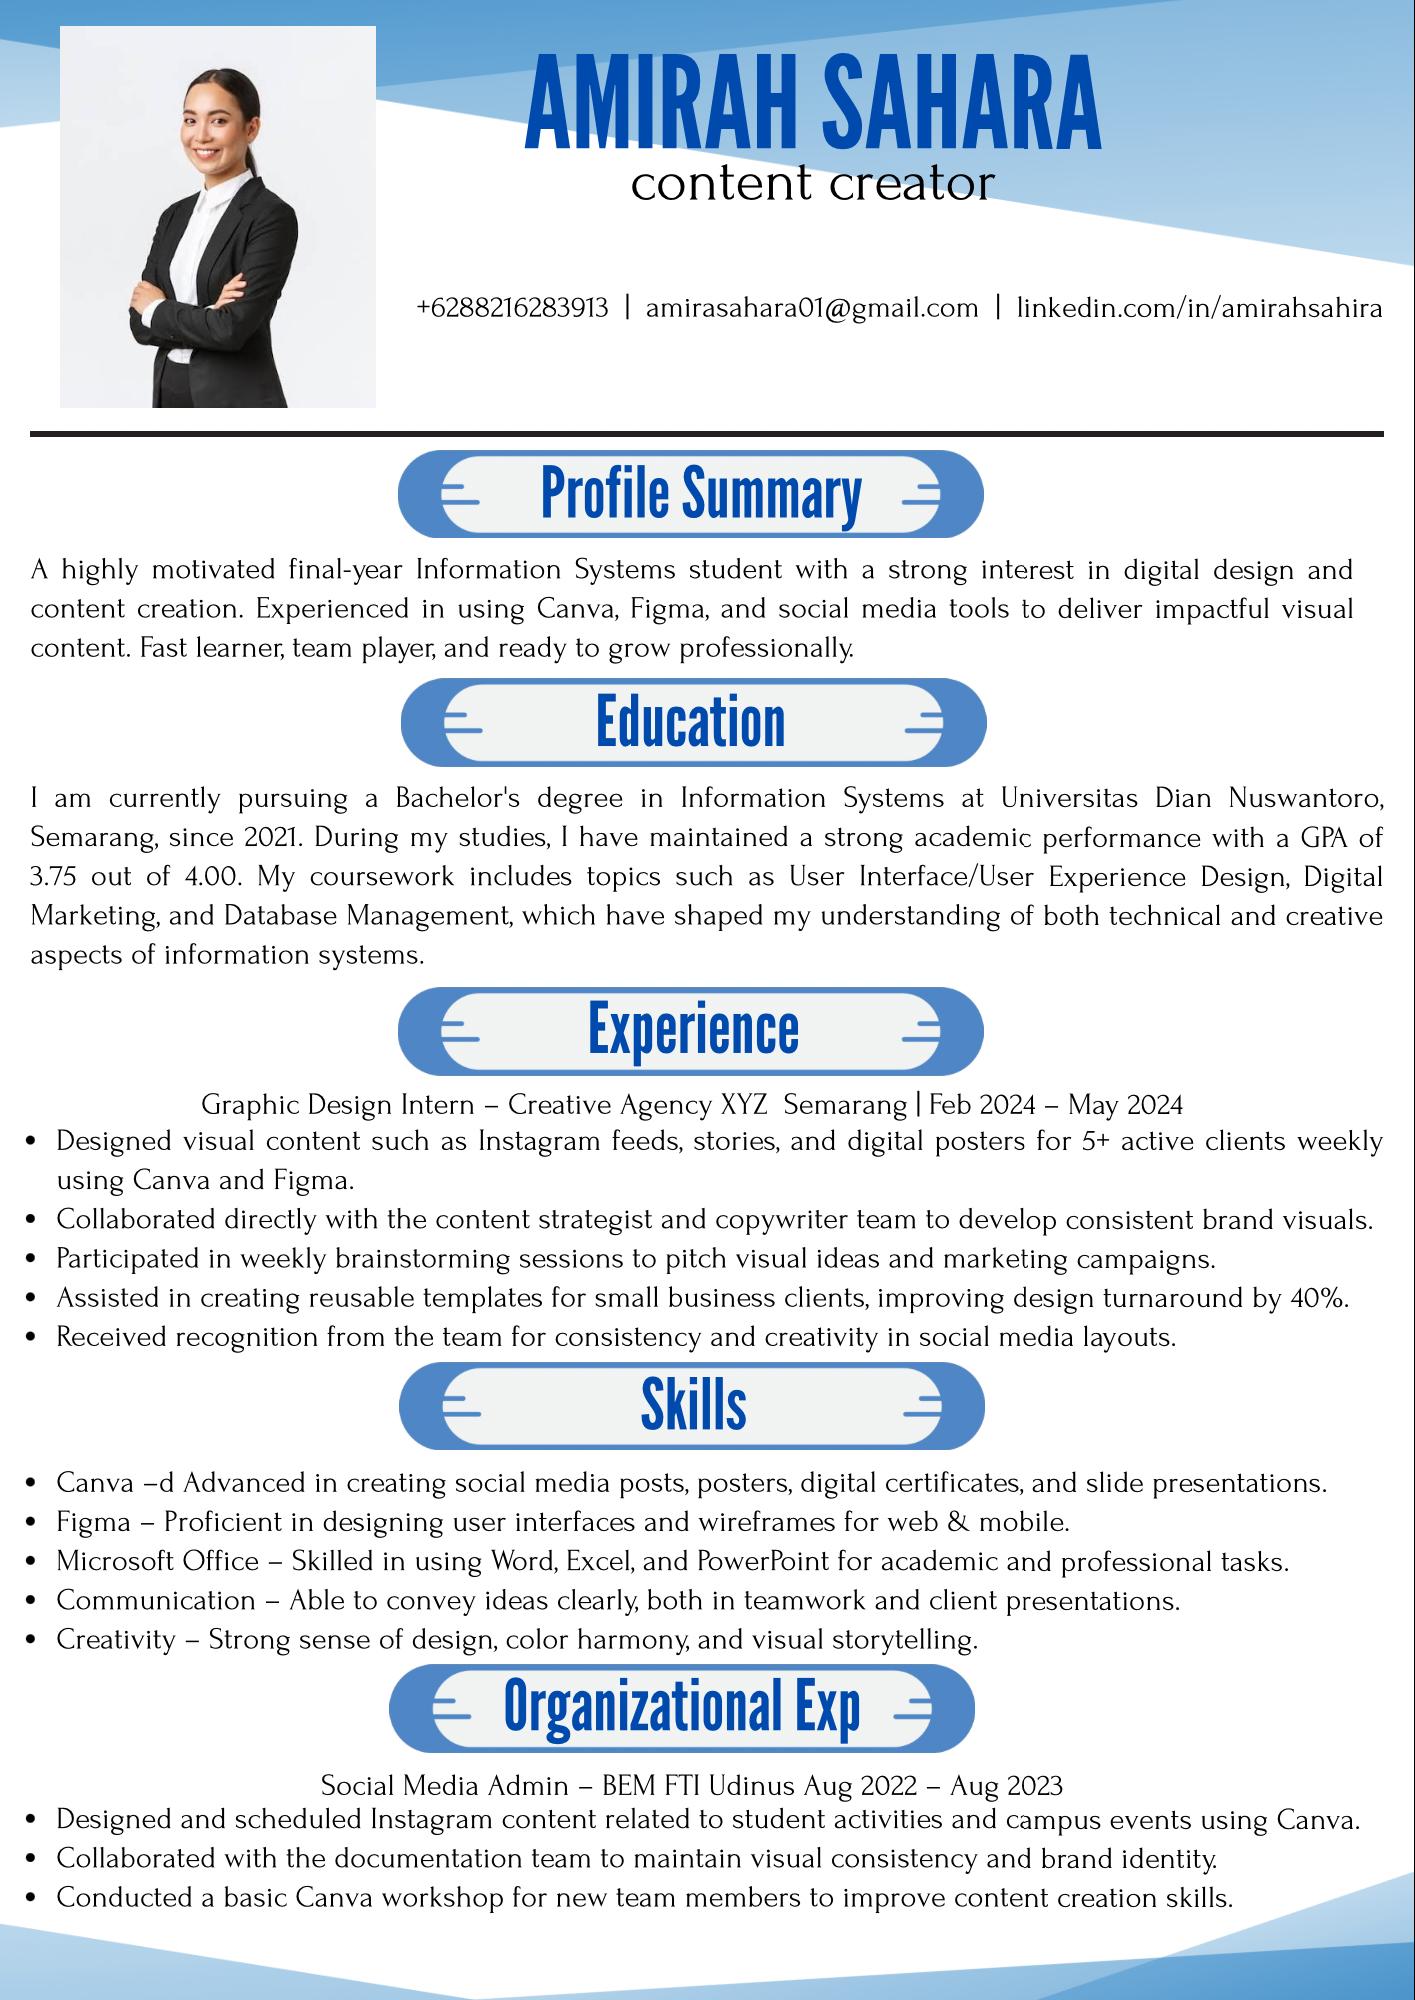 AMIRAH SAHARA
content creator
+6288216283913 | amirasahara01@gmail.com | linkedin.com/in/amirahsahira
Profile Summary
A highly motivated final-year Information Systems student with a strong interest in digital design and
content creation. Experienced in using Canva, Figma, and social media tools to deliver impactful visual
content. Fast learner, team player, and ready to grow professionally.
Education
I am currently pursuing a Bachelor's degree in Information Systems at Universitas Dian Nuswantoro,
Semarang, since 2021. During my studies, I have maintained a strong academic performance with a GPA of
3.75 out of 4.00. My coursework includes topics such as User Interface/User Experience Design, Digital
Marketing, and Database Management, which have shaped my understanding of both technical and creative
aspects of information systems.
Experience
Graphic Design Intern – Creative Agency XYZ  Semarang | Feb 2024 – May 2024
• Designed visual content such as Instagram feeds, stories, and digital posters for 5+ active clients weekly
using Canva and Figma.
• Collaborated directly with the content strategist and copywriter team to develop consistent brand visuals.
• Participated in weekly brainstorming sessions to pitch visual ideas and marketing campaigns.
• Assisted in creating reusable templates for small business clients, improving design turnaround by 40%.
• Received recognition from the team for consistency and creativity in social media layouts.
Skills
• Canva –d Advanced in creating social media posts, posters, digital certificates, and slide presentations.
• Figma – Proficient in designing user interfaces and wireframes for web & mobile.
• Microsoft Office – Skilled in using Word, Excel, and PowerPoint for academic and professional tasks.
• Communication – Able to convey ideas clearly, both in teamwork and client presentations.
• Creativity – Strong sense of design, color harmony, and visual storytelling.
Organizational Exp
Social Media Admin – BEM FTI Udinus Aug 2022 – Aug 2023
• Designed and scheduled Instagram content related to student activities and campus events using Canva.
• Collaborated with the documentation team to maintain visual consistency and brand identity.
• Conducted a basic Canva workshop for new team members to improve content creation skills.